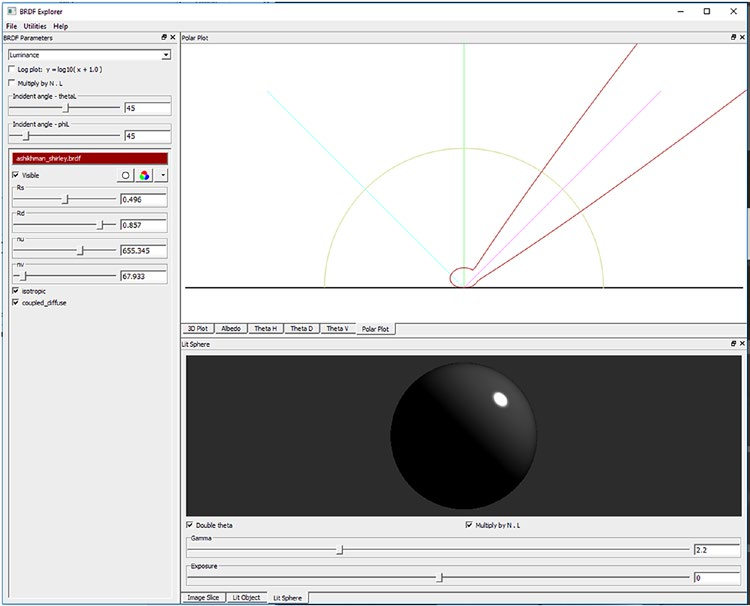 BRDF Explorer
File Utilities Help
BRDF Parameters
Luminance
Log plot: y = log10( x + 1.0 )
Multiply by N . L
Incident angle - thetaL
45
Incident angle - phiL
45
ashikhman_shirley.brdf
Visible
Rs
0.496
Rd
0.857
nu
655.345
nv
67.933
isotropic
coupled_diffuse
Polar Plot
3D Plot Albedo Theta H Theta D Theta V Polar Plot
Lit Sphere
Double theta Multiply by N . L
Gamma
2.2
Exposure
0
Image Slice Lit Object Lit Sphere